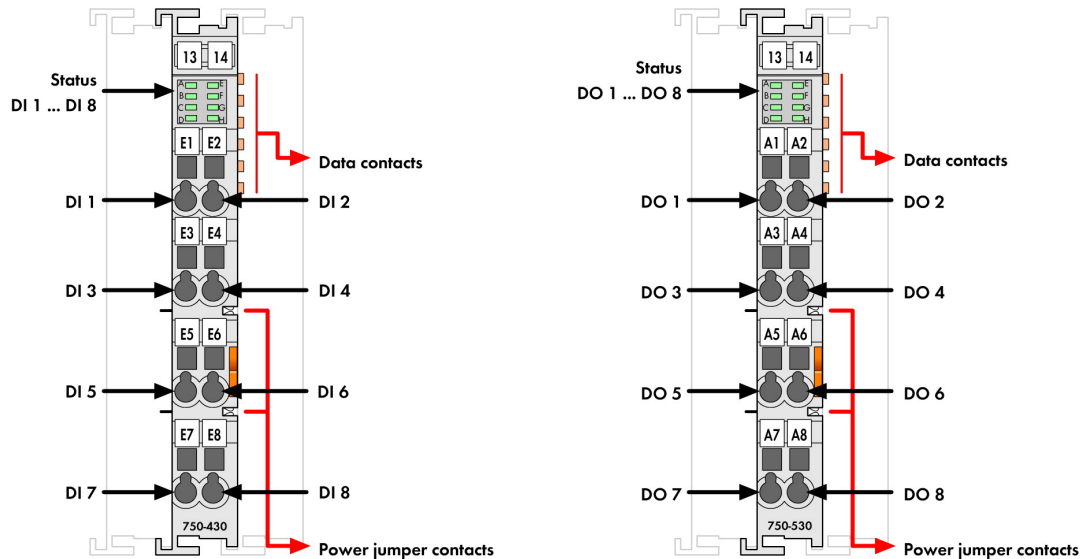 13 14
Status
DI 1 ... DI 8
A E
B F
C G
D H
E1 E2
Data contacts
DI 1
DI 2
E3 E4
DI 3
DI 4
E5 E6
DI 5
DI 6
E7 E8
DI 7
DI 8
750-430
Power jumper contacts
13 14
Status
DO 1 ... DO 8
A E
B F
C G
D H
A1 A2
Data contacts
DO 1
DO 2
A3 A4
DO 3
DO 4
A5 A6
DO 5
DO 6
A7 A8
DO 7
DO 8
750-530
Power jumper contacts